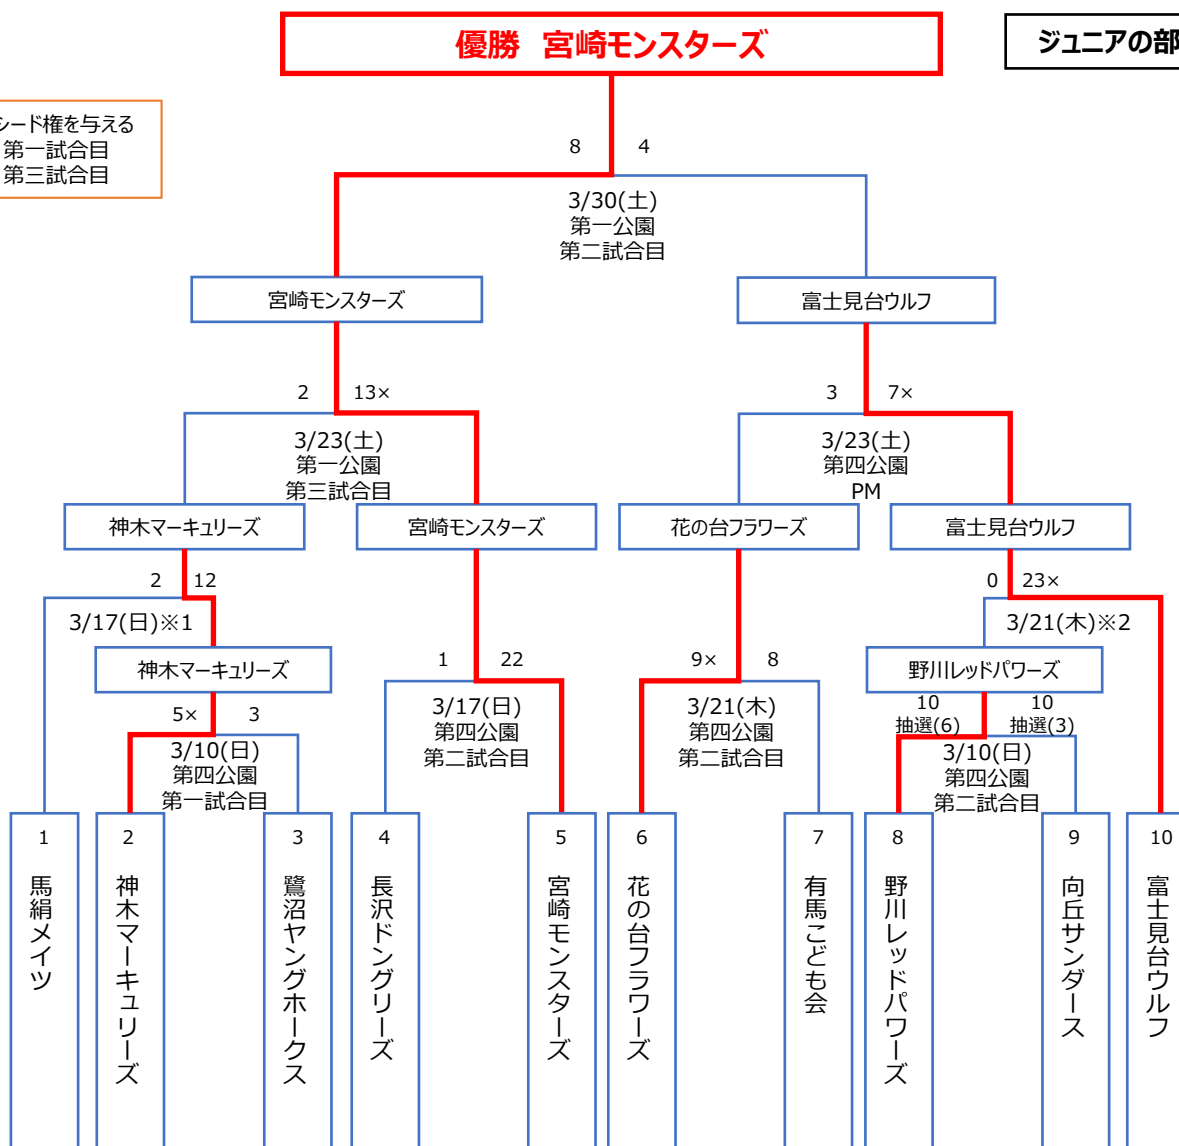 優勝 宮崎モンスターズ
ジュニアの部
シード権を与える
第一試合目
第三試合目
8 4
3/30(土)
第一公園
第二試合目
宮崎モンスターズ
富士見台ウルフ
2 13×
3 7×
3/23(土)
第一公園
第三試合目
3/23(土)
第四公園
PM
神木マーキュリーズ
宮崎モンスターズ
花の台フラワーズ
富士見台ウルフ
2 12
0 23×
3/17(日)※1
3/21(木)※2
神木マーキュリーズ
1 22
9× 8
野川レッドパワーズ
5× 3
3/17(日)
第四公園
第二試合目
3/21(木)
第四公園
第二試合目
10 10
抽選(6) 抽選(3)
3/10(日)
第四公園
第一試合目
3/10(日)
第四公園
第二試合目
1
馬絹メイツ
2
神木マーキュリーズ
3
鷺沼ヤングホークス
4
長沢ドングリーズ
5
宮崎モンスターズ
6
花の台フラワーズ
7
有馬こども会
8
野川レッドパワーズ
9
向丘サンダース
10
富士見台ウルフ